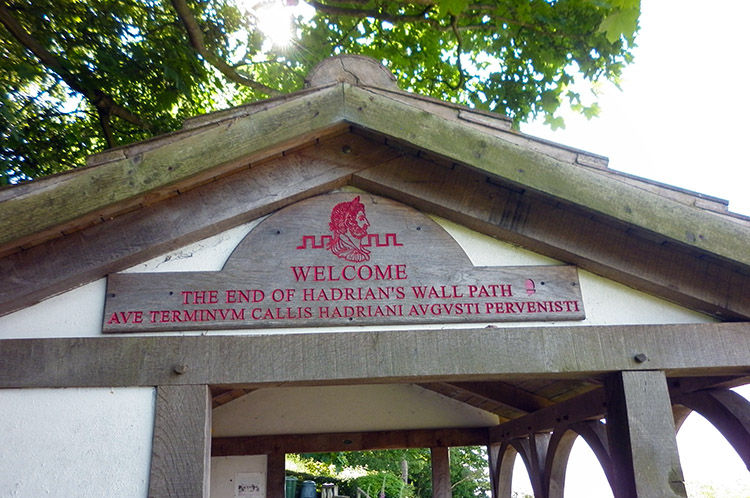 WELCOME
THE END OF HADRIAN'S WALL PATH
AVE TERMINVM CALLIS HADRIANI AVGVSTI PERVENISTI